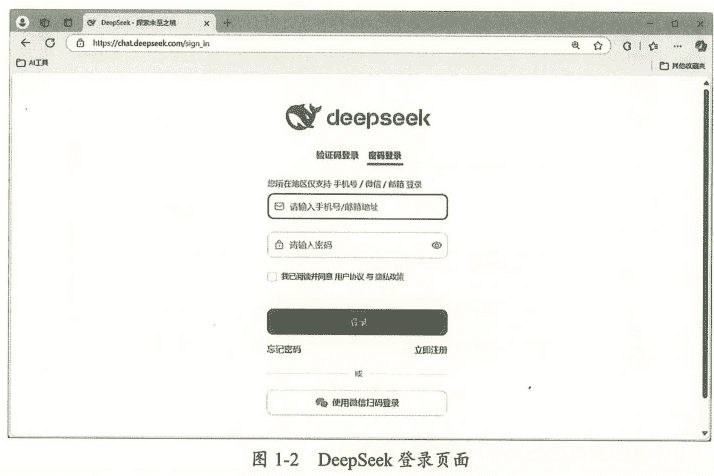 DeepSeek - 探索未至之境
https://chat.deepseek.com/sign_in
AI工具
其他收藏夹
deepseek
验证码登录 密码登录
您所在地区仅支持 手机号 / 微信 / 邮箱 登录
请输入手机号/邮箱地址
请输入密码
我已阅读并同意 用户协议 与 隐私政策
登录
忘记密码 立即注册
或
使用微信扫码登录
图 1-2 DeepSeek 登录页面